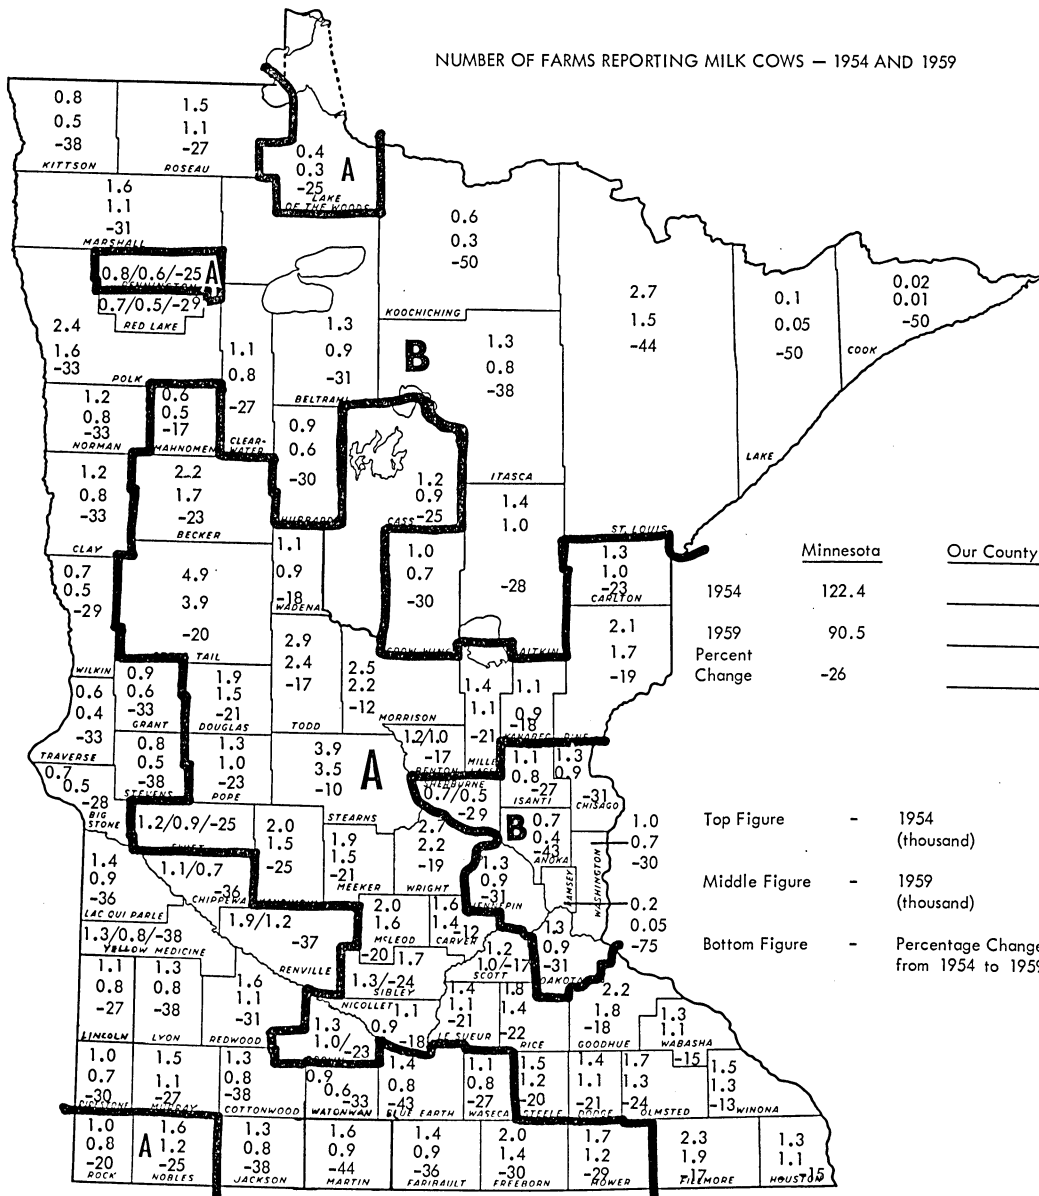 NUMBER OF FARMS REPORTING MILK COWS — 1954 AND 1959
0.8
0.5
-38
KITTSON
1.5
1.1
-27
ROSEAU
0.4
0.3
-25
A
LAKE
OF THE WOODS
1.6
1.1
-31
MARSHALL
0.8/0.6/-25
A
PENNINGTON
0.7/0.5/-29
RED LAKE
2.4
1.6
-33
POLK
0.6
0.3
-50
KOOCHICHING
2.7
1.5
-44
ST. LOUIS
0.1
0.05
-50
LAKE
0.02
0.01
-50
COOK
1.3
0.9
-31
BELTRAMI
B
1.3
0.8
-38
ITASCA
1.1
0.8
-27
CLEAR-
WATER
1.2
0.8
-33
NORMAN
0.6
0.5
-17
MAHNOMEN
0.9
0.6
-30
HUBBARD
1.2
0.9
-25
CASS
1.2
0.8
-33
CLAY
2.2
1.7
-23
BECKER
1.4
1.0
-28
AITKIN
1.1
0.9
-18
WADENA
1.0
0.7
-30
CROW WING
1.3
1.0
-23
CARLTON
0.7
0.5
-29
WILKIN
4.9
3.9
-20
TAIL
2.1
1.7
-19
PINE
2.9
2.4
-17
TODD
2.5
2.2
-12
MORRISON
1.4
1.1
-21
MILLE
LACS
1.1
0.9
-18
KANABEC
0.6
0.4
-33
TRAVERSE
0.9
0.6
-33
GRANT
1.9
1.5
-21
DOUGLAS
1.2/1.0
-17
BENTON
0.8
0.5
-38
STEVENS
1.3
1.0
-23
POPE
3.9
3.5
-10
A
STEARNS
SHERBURNE
0.7/0.5
-29
1.1
0.8
-27
ISANTI
1.3
0.9
-31
CHISAGO
0.7
0.5
-28
BIG
STONE
1.2/0.9/-25
SWIFT
2.0
1.5
-25
1.9
1.5
-21
MEEKER
2.7
2.2
-19
WRIGHT
B
0.7
0.4
-43
ANOKA
WASHINGTON
1.0
0.7
-30
RAMSEY
0.2
0.05
-75
1.4
0.9
-36
LAC QUI PARLE
1.1/0.7
-36
CHIPPEWA
1.3
0.9
-31
HENNEPIN
1.9/1.2
-37
RENVILLE
2.0
1.6
MCLEOD
-20
1.6
1.4
-12
CARVER
1.3/0.8/-38
YELLOW MEDICINE
1.7
1.3/-24
SIBLEY
1.2
1.0/-17
SCOTT
1.3
0.9
-31
DAKOTA
1.1
0.8
-27
LINCOLN
1.3
0.8
-38
LYON
1.6
1.1
-31
REDWOOD
1.3
1.0/-23
BROWN
NICOLLET
1.1
0.9
-18
1.4
1.1
-21
LE SUEUR
1.8
1.4
-22
RICE
2.2
1.8
-18
GOODHUE
1.3
1.1
WABASHA
-15
1.0
0.7
-30
PIPESTONE
1.5
1.1
-27
MURRAY
1.3
0.8
-38
COTTONWOOD
0.9
0.6
-33
WATONWAN
1.4
0.8
-43
BLUE EARTH
1.1
0.8
-27
WASECA
1.5
1.2
-20
STEELE
1.4
1.1
-21
DODGE
1.7
1.3
-24
OLMSTED
1.5
1.3
-13
WINONA
1.0
0.8
-20
ROCK
A
1.6
1.2
-25
NOBLES
1.3
0.8
-38
JACKSON
1.6
0.9
-44
MARTIN
1.4
0.9
-36
FARIBAULT
2.0
1.4
-30
FREEBORN
1.7
1.2
-29
MOWER
2.3
1.9
-17
FILLMORE
1.3
1.1
-15
HOUSTON
Minnesota Our County
1954 122.4
1959 90.5
Percent
Change -26
Top Figure – 1954
(thousand)
Middle Figure – 1959
(thousand)
Bottom Figure – Percentage Change
from 1954 to 1959